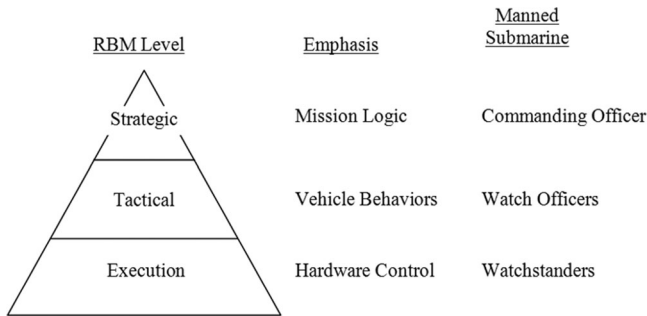 RBM Level Emphasis Manned
Submarine
Strategic Mission Logic Commanding Officer
Tactical Vehicle Behaviors Watch Officers
Execution Hardware Control Watchstanders